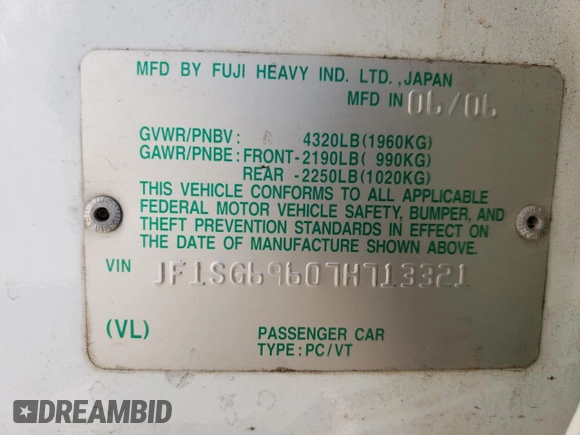 MFD BY FUJI HEAVY IND. LTD.,JAPAN
MFD IN 06/06
GVWR/PNBV: 4320LB(1960KG)
GAWR/PNBE: FRONT-2190LB( 990KG)
REAR -2250LB(1020KG)
THIS VEHICLE CONFORMS TO ALL APPLICABLE
FEDERAL MOTOR VEHICLE SAFETY, BUMPER, AND
THEFT PREVENTION STANDARDS IN EFFECT ON
THE DATE OF MANUFACTURE SHOWN ABOVE.
VIN JF1SG69607H713321
(VL) PASSENGER CAR
TYPE:PC/VT
DREAMBID